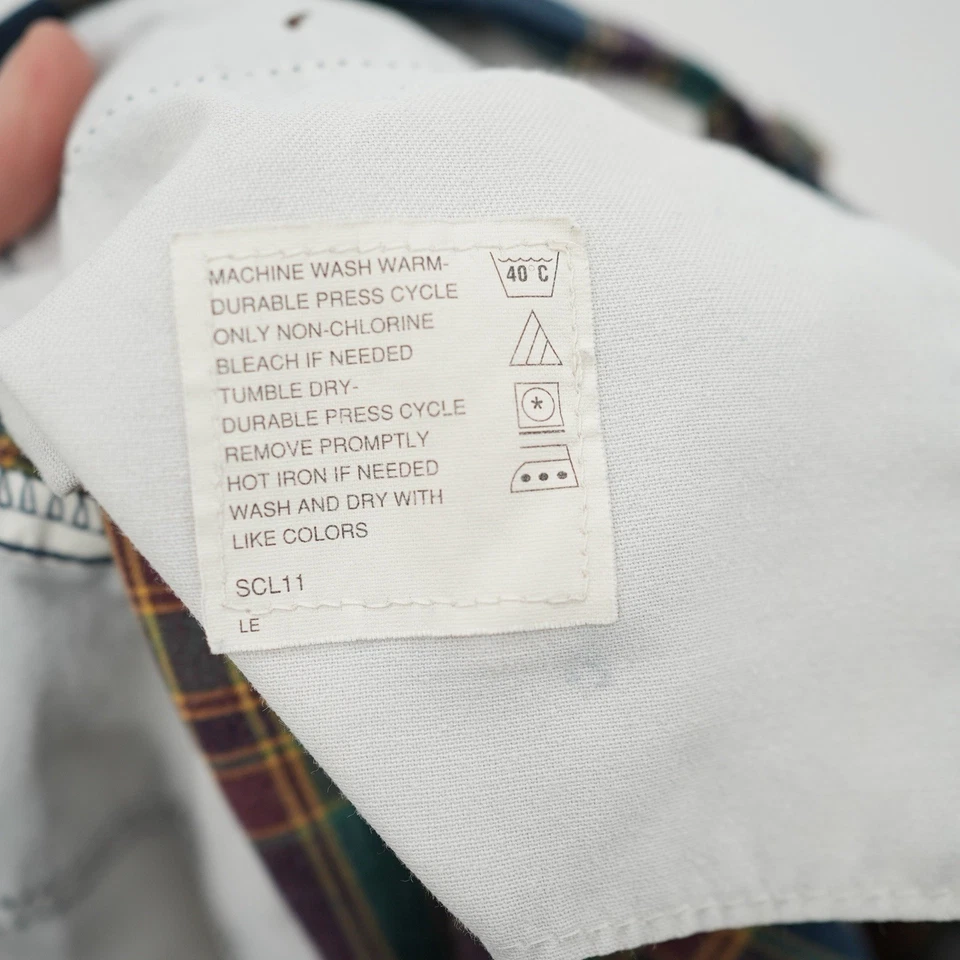 MACHINE WASH WARM-
DURABLE PRESS CYCLE
ONLY NON-CHLORINE
BLEACH IF NEEDED
TUMBLE DRY-
DURABLE PRESS CYCLE
REMOVE PROMPTLY
HOT IRON IF NEEDED
WASH AND DRY WITH
LIKE COLORS
SCL11
LE
40°C